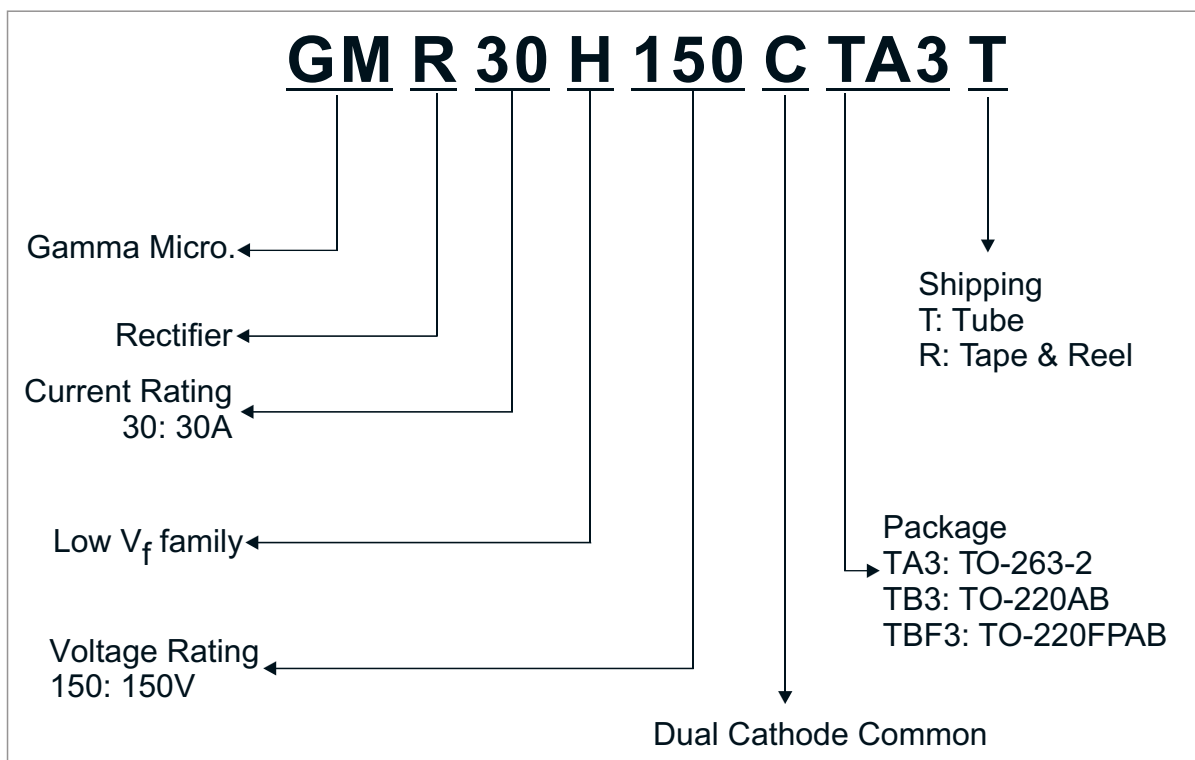 GM R 30 H 150 C TA3 T
Gamma Micro.
Rectifier
Current Rating
30: 30A
Low Vf family
Voltage Rating
150: 150V
Dual Cathode Common
Package
TA3: TO-263-2
TB3: TO-220AB
TBF3: TO-220FPAB
Shipping
T: Tube
R: Tape & Reel